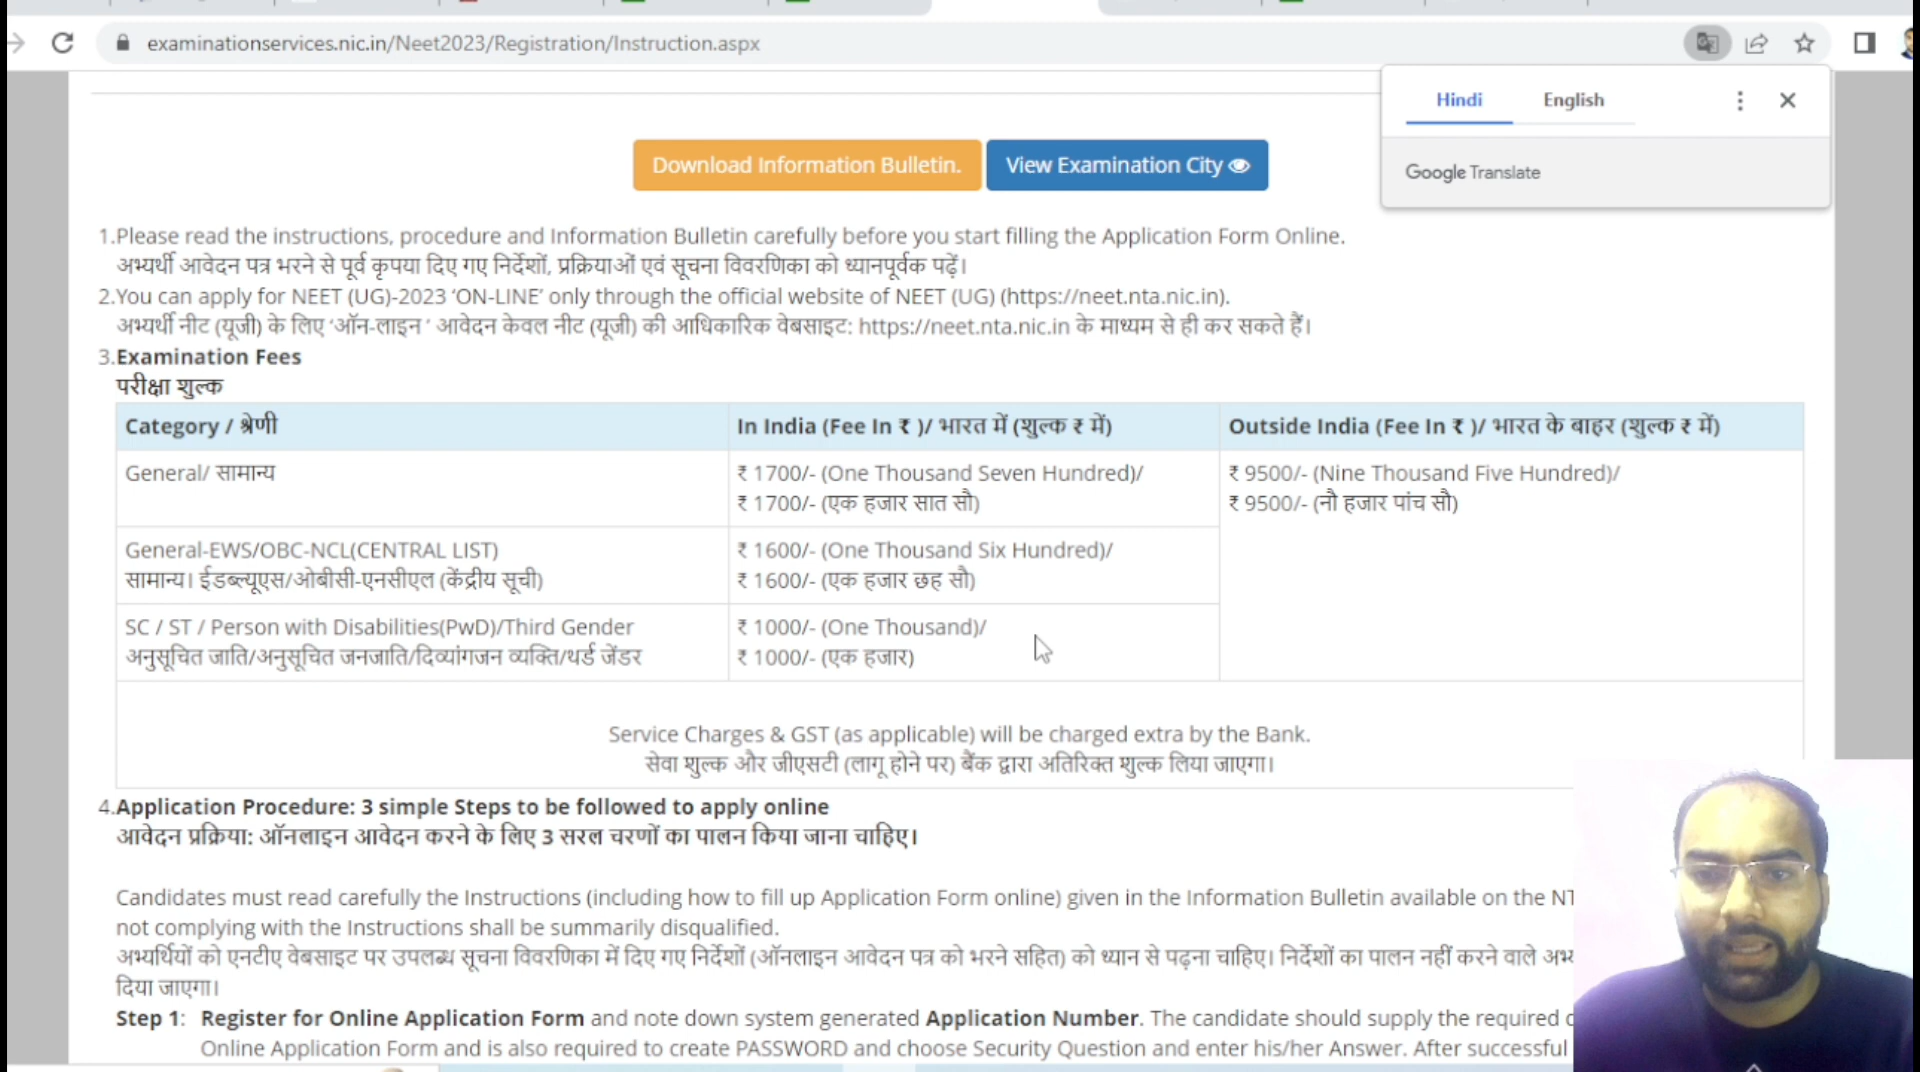 examinationservices.nic.in/Neet2023/Registration/Instruction.aspx
Hindi English
Google Translate
Download Information Bulletin. View Examination City
1.Please read the instructions, procedure and Information Bulletin carefully before you start filling the Application Form Online.
अभ्यर्थी आवेदन पत्र भरने से पूर्व कृपया दिए गए निर्देशों, प्रक्रियाओं एवं सूचना विवरणिका को ध्यानपूर्वक पढ़ें।
2.You can apply for NEET (UG)-2023 ‘ON-LINE’ only through the official website of NEET (UG) (https://neet.nta.nic.in).
अभ्यर्थी नीट (यूजी) के लिए ‘ऑन-लाइन ’ आवेदन केवल नीट (यूजी) की आधिकारिक वेबसाइट: https://neet.nta.nic.in के माध्यम से ही कर सकते हैं।
3.Examination Fees
परीक्षा शुल्क
Category / श्रेणी In India (Fee In ₹ )/ भारत में (शुल्क ₹ में) Outside India (Fee In ₹ )/ भारत के बाहर (शुल्क ₹ में)
General/ सामान्य ₹ 1700/- (One Thousand Seven Hundred)/ ₹ 9500/- (Nine Thousand Five Hundred)/
₹ 1700/- (एक हजार सात सौ) ₹ 9500/- (नौ हजार पांच सौ)
General-EWS/OBC-NCL(CENTRAL LIST) ₹ 1600/- (One Thousand Six Hundred)/
सामान्य। ईडब्ल्यूएस/ओबीसी-एनसीएल (केंद्रीय सूची) ₹ 1600/- (एक हजार छह सौ)
SC / ST / Person with Disabilities(PwD)/Third Gender ₹ 1000/- (One Thousand)/
अनुसूचित जाति/अनुसूचित जनजाति/दिव्यांगजन व्यक्ति/थर्ड जेंडर ₹ 1000/- (एक हजार)
Service Charges & GST (as applicable) will be charged extra by the Bank.
सेवा शुल्क और जीएसटी (लागू होने पर) बैंक द्वारा अतिरिक्त शुल्क लिया जाएगा।
4.Application Procedure: 3 simple Steps to be followed to apply online
आवेदन प्रक्रिया: ऑनलाइन आवेदन करने के लिए 3 सरल चरणों का पालन किया जाना चाहिए।
Candidates must read carefully the Instructions (including how to fill up Application Form online) given in the Information Bulletin available on the
not complying with the Instructions shall be summarily disqualified.
अभ्यर्थियों को एनटीए वेबसाइट पर उपलब्ध सूचना विवरणिका में दिए गए निर्देशों (ऑनलाइन आवेदन पत्र को भरने सहित) को ध्यान से पढ़ना चाहिए। निर्देशों का पालन नहीं करने वाले
दिया जाएगा।
Step 1: Register for Online Application Form and note down system generated Application Number. The candidate should supply the required
Online Application Form and is also required to create PASSWORD and choose Security Question and enter his/her Answer. After successful